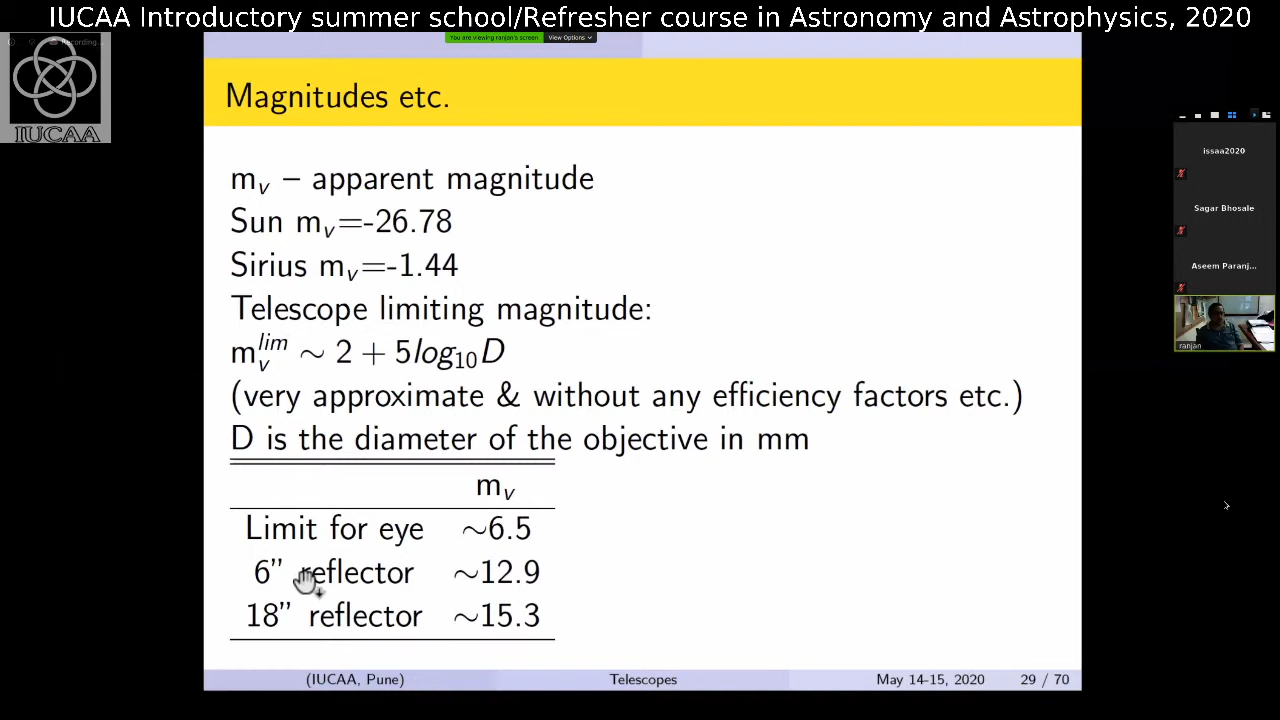 IUCAA Introductory summer school/Refresher course in Astronomy and Astrophysics, 2020
You are viewing ranjan's screen
View Options
Recording...
IUCAA
Magnitudes etc.
m_v – apparent magnitude
Sun m_v=-26.78
Sirius m_v=-1.44
Telescope limiting magnitude:
m_v^lim ∼ 2 + 5log₁₀D
(very approximate & without any efficiency factors etc.)
D is the diameter of the objective in mm
m_v
Limit for eye ∼6.5
6” reflector ∼12.9
18” reflector ∼15.3
(IUCAA, Pune) Telescopes May 14-15, 2020 29 / 70
issaa2020
Sagar Bhosale
Aseem Paranj...
ranjan